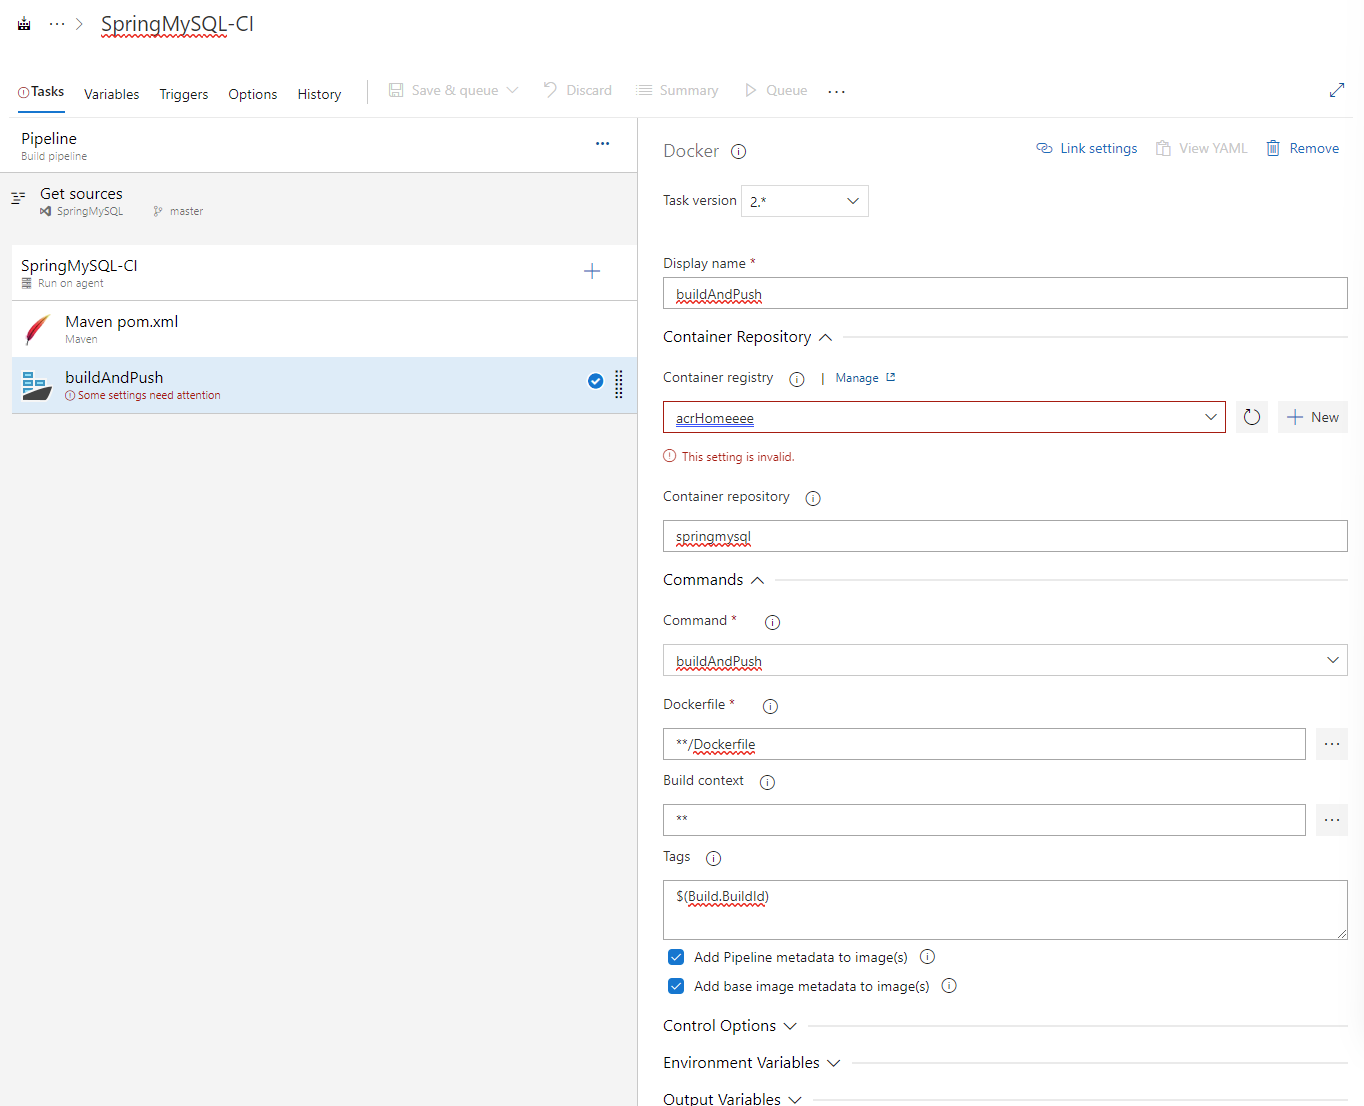 SpringMySQL-CI
Tasks Variables Triggers Options History Save & queue Discard Summary Queue ...
Pipeline
Build pipeline
Get sources
SpringMySQL master
SpringMySQL-CI
Run on agent
Maven pom.xml
Maven
buildAndPush
Some settings need attention
Docker Link settings View YAML Remove
Task version 2.*
Display name *
buildAndPush
Container Repository
Container registry | Manage
acrHomeeee New
This setting is invalid.
Container repository
springmysql
Commands
Command *
buildAndPush
Dockerfile *
**/Dockerfile
Build context
**
Tags
$(Build.BuildId)
Add Pipeline metadata to image(s)
Add base image metadata to image(s)
Control Options
Environment Variables
Output Variables